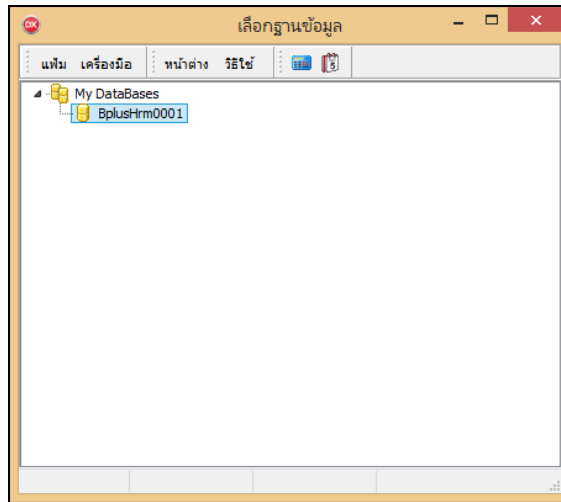 เลือกฐานข้อมูล
แฟ้ม เครื่องมือ หน้าต่าง วิธีใช้
My DataBases
BplusHrm0001